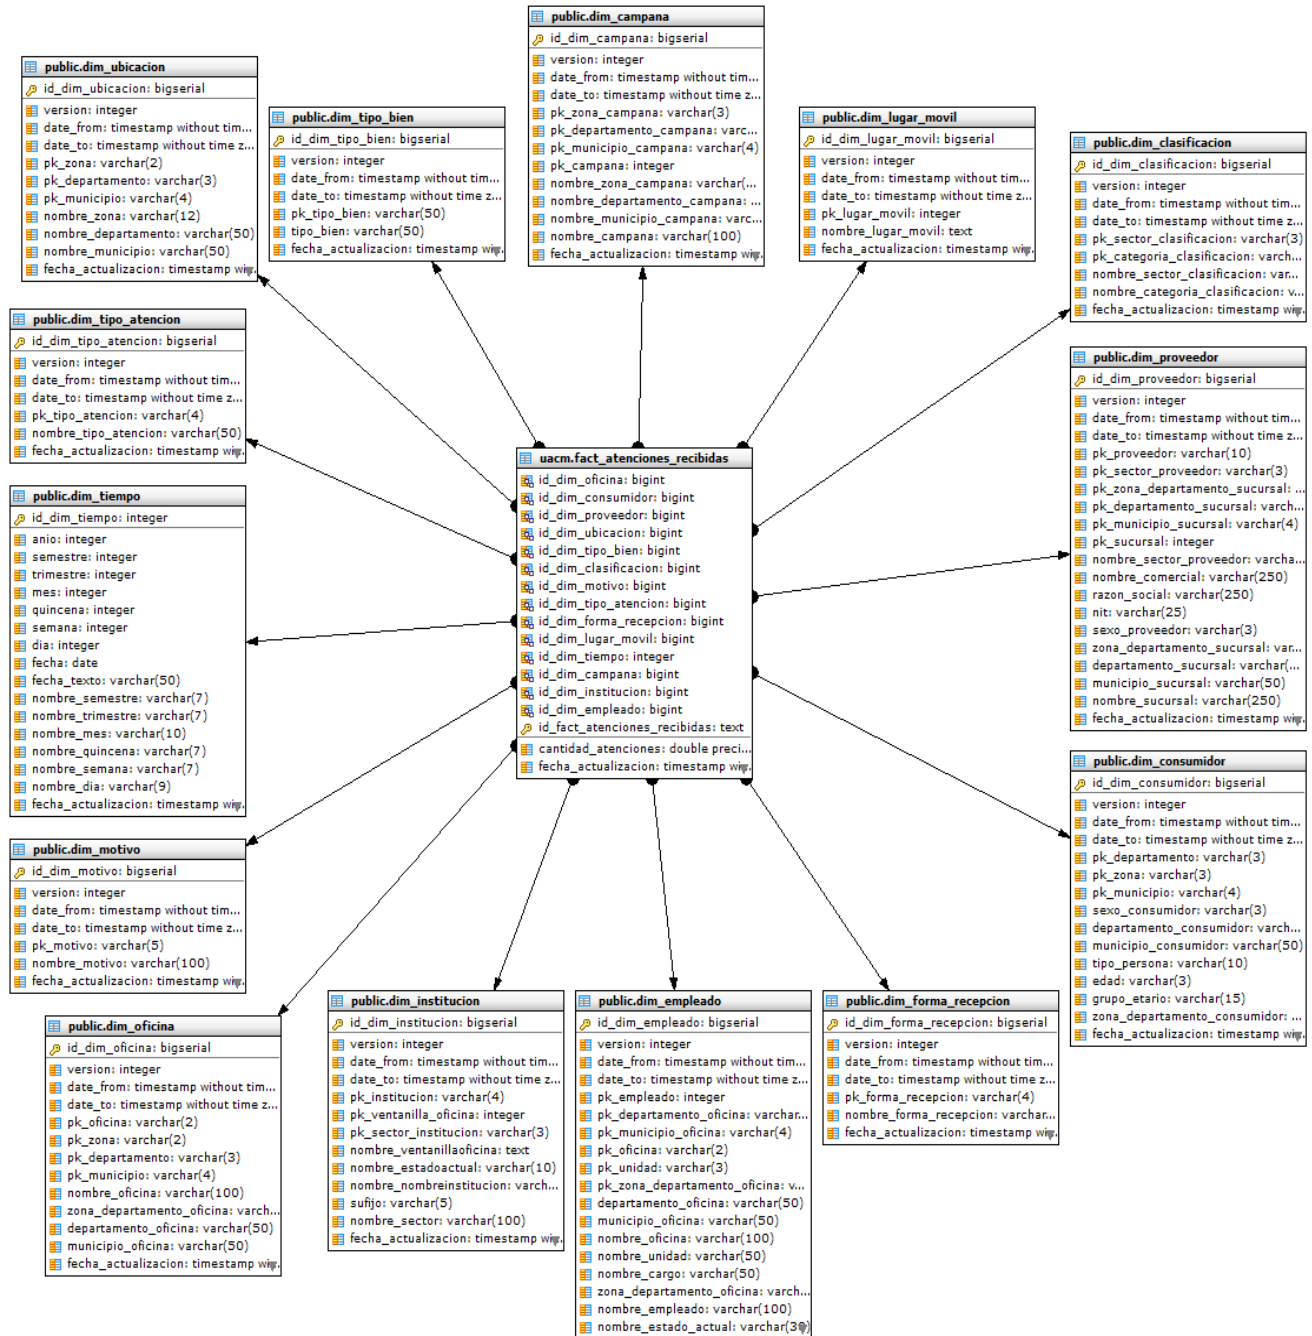 public.dim_campana
id_dim_campana: bigserial
version: integer
date_from: timestamp without tim...
date_to: timestamp without time z...
pk_zona_campana: varchar(3)
pk_departamento_campana: varc...
pk_municipio_campana: varchar(4)
pk_campana: integer
nombre_zona_campana: varchar(...
nombre_departamento_campana: ...
nombre_municipio_campana: varc...
nombre_campana: varchar(100)
fecha_actualizacion: timestamp wi...
public.dim_ubicacion
id_dim_ubicacion: bigserial
version: integer
date_from: timestamp without tim...
date_to: timestamp without time z...
pk_zona: varchar(2)
pk_departamento: varchar(3)
pk_municipio: varchar(4)
nombre_zona: varchar(12)
nombre_departamento: varchar(50)
nombre_municipio: varchar(50)
fecha_actualizacion: timestamp wi...
public.dim_tipo_bien
id_dim_tipo_bien: bigserial
version: integer
date_from: timestamp without tim...
date_to: timestamp without time z...
pk_tipo_bien: varchar(50)
tipo_bien: varchar(50)
fecha_actualizacion: timestamp wi...
public.dim_lugar_movil
id_dim_lugar_movil: bigserial
version: integer
date_from: timestamp without tim...
date_to: timestamp without time z...
pk_lugar_movil: integer
nombre_lugar_movil: text
fecha_actualizacion: timestamp wi...
public.dim_clasificacion
id_dim_clasificacion: bigserial
version: integer
date_from: timestamp without tim...
date_to: timestamp without time z...
pk_sector_clasificacion: varchar(3)
pk_categoria_clasificacion: varch...
nombre_sector_clasificacion: var...
nombre_categoria_clasificacion: v...
fecha_actualizacion: timestamp wi...
public.dim_tipo_atencion
id_dim_tipo_atencion: bigserial
version: integer
date_from: timestamp without tim...
date_to: timestamp without time z...
pk_tipo_atencion: varchar(4)
nombre_tipo_atencion: varchar(50)
fecha_actualizacion: timestamp wi...
public.dim_proveedor
id_dim_proveedor: bigserial
version: integer
date_from: timestamp without tim...
date_to: timestamp without time z...
pk_proveedor: varchar(10)
pk_sector_proveedor: varchar(3)
pk_zona_departamento_sucursal: ...
pk_departamento_sucursal: varch...
pk_municipio_sucursal: varchar(4)
pk_sucursal: integer
nombre_sector_proveedor: varcha...
nombre_comercial: varchar(250)
razon_social: varchar(250)
nit: varchar(25)
sexo_proveedor: varchar(3)
zona_departamento_sucursal: var...
departamento_sucursal: varchar(...
municipio_sucursal: varchar(50)
nombre_sucursal: varchar(250)
fecha_actualizacion: timestamp wi...
uacm.fact_atenciones_recibidas
id_dim_oficina: bigint
id_dim_consumidor: bigint
id_dim_proveedor: bigint
id_dim_ubicacion: bigint
id_dim_tipo_bien: bigint
id_dim_clasificacion: bigint
id_dim_motivo: bigint
id_dim_tipo_atencion: bigint
id_dim_forma_recepcion: bigint
id_dim_lugar_movil: bigint
id_dim_tiempo: integer
id_dim_campana: bigint
id_dim_institucion: bigint
id_dim_empleado: bigint
id_fact_atenciones_recibidas: text
cantidad_atenciones: double preci...
fecha_actualizacion: timestamp wi...
public.dim_tiempo
id_dim_tiempo: integer
anio: integer
semestre: integer
trimestre: integer
mes: integer
quincena: integer
semana: integer
dia: integer
fecha: date
fecha_texto: varchar(50)
nombre_semestre: varchar(7)
nombre_trimestre: varchar(7)
nombre_mes: varchar(10)
nombre_quincena: varchar(7)
nombre_semana: varchar(7)
nombre_dia: varchar(9)
fecha_actualizacion: timestamp wi...
public.dim_consumidor
id_dim_consumidor: bigserial
version: integer
date_from: timestamp without tim...
date_to: timestamp without time z...
pk_departamento: varchar(3)
pk_zona: varchar(3)
pk_municipio: varchar(4)
sexo_consumidor: varchar(3)
departamento_consumidor: varch...
municipio_consumidor: varchar(50)
tipo_persona: varchar(10)
edad: varchar(3)
grupo_etario: varchar(15)
zona_departamento_consumidor: ...
fecha_actualizacion: timestamp wi...
public.dim_motivo
id_dim_motivo: bigserial
version: integer
date_from: timestamp without tim...
date_to: timestamp without time z...
pk_motivo: varchar(5)
nombre_motivo: varchar(100)
fecha_actualizacion: timestamp wi...
public.dim_oficina
id_dim_oficina: bigserial
version: integer
date_from: timestamp without tim...
date_to: timestamp without time z...
pk_oficina: varchar(2)
pk_zona: varchar(2)
pk_departamento: varchar(3)
pk_municipio: varchar(4)
nombre_oficina: varchar(100)
zona_departamento_oficina: varch...
departamento_oficina: varchar(50)
municipio_oficina: varchar(50)
fecha_actualizacion: timestamp wi...
public.dim_institucion
id_dim_institucion: bigserial
version: integer
date_from: timestamp without tim...
date_to: timestamp without time z...
pk_institucion: varchar(4)
pk_ventanilla_oficina: integer
pk_sector_institucion: varchar(3)
nombre_ventanillaoficina: text
nombre_estadoactual: varchar(10)
nombre_nombreinstitucion: varch...
sufijo: varchar(5)
nombre_sector: varchar(100)
fecha_actualizacion: timestamp wi...
public.dim_empleado
id_dim_empleado: bigserial
version: integer
date_from: timestamp without tim...
date_to: timestamp without time z...
pk_empleado: integer
pk_departamento_oficina: varchar...
pk_municipio_oficina: varchar(4)
pk_oficina: varchar(2)
pk_unidad: varchar(3)
pk_zona_departamento_oficina: v...
departamento_oficina: varchar(50)
municipio_oficina: varchar(50)
nombre_oficina: varchar(100)
nombre_unidad: varchar(50)
nombre_cargo: varchar(50)
zona_departamento_oficina: varch...
nombre_empleado: varchar(100)
nombre_estado_actual: varchar(30)
public.dim_forma_recepcion
id_dim_forma_recepcion: bigserial
version: integer
date_from: timestamp without tim...
date_to: timestamp without time z...
pk_forma_recepcion: varchar(4)
nombre_forma_recepcion: varchar...
fecha_actualizacion: timestamp wi...